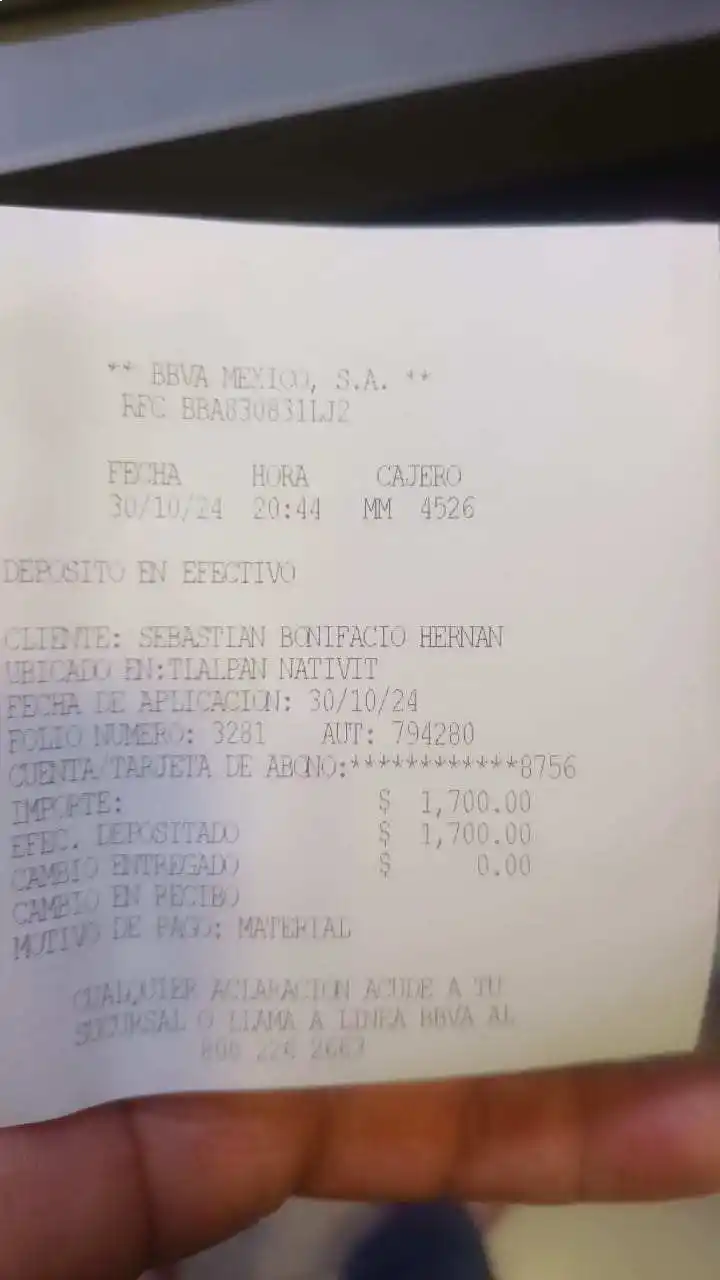 ** BBVA MEXICO, S.A. **
RFC BBA830831LJ2
FECHA HORA CAJERO
30/10/24 20:44 MM 4526
DEPOSITO EN EFECTIVO
CLIENTE: SEBASTIAN BONIFACIO HERNAN
UBICADO EN:TLALPAN NATIVIT
FECHA DE APLICACION: 30/10/24
FOLIO NUMERO: 3281 AUT: 794280
CUENTA/TARJETA DE ABONO:************8756
IMPORTE: $ 1,700.00
EFEC. DEPOSITADO $ 1,700.00
CAMBIO ENTREGADO $ 0.00
CAMBIO EN RECIBO
MOTIVO DE PAGO: MATERIAL
CUALQUIER ACLARACION ACUDE A TU
SUCURSAL O LLAMA A LINEA BBVA AL
800 226 2663